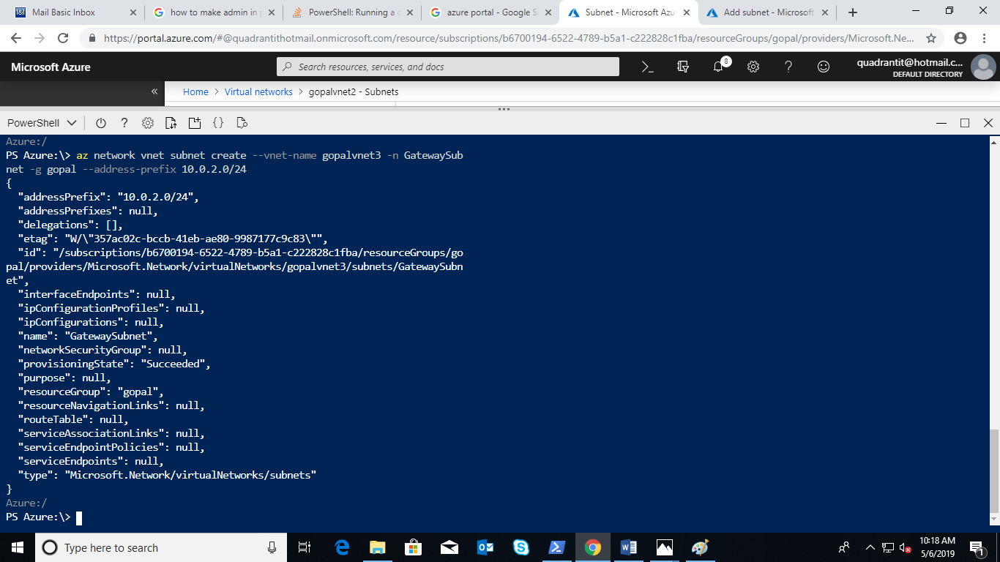 Mail Basic Inbox
how to make admin in
PowerShell: Running a c
azure portal - Google S
Subnet - Microsoft Azu
Add subnet - Microsoft
https://portal.azure.com/#@quadrantithotmail.onmicrosoft.com/resource/subscriptions/b6700194-6522-4789-b5a1-c222828c1fba/resourceGroups/gopal/providers/Microsoft.Ne...
Microsoft Azure
Search resources, services, and docs
8
quadrantit@hotmail.c...
DEFAULT DIRECTORY
«
Home > Virtual networks > gopalvnet2 - Subnets
PowerShell
Azure:/
PS Azure:\> az network vnet subnet create --vnet-name gopalvnet3 -n GatewaySub
net -g gopal --address-prefix 10.0.2.0/24
{
"addressPrefix": "10.0.2.0/24",
"addressPrefixes": null,
"delegations": [],
"etag": "W/\"357ac02c-bccb-41eb-ae80-9987177c9c83\"",
"id": "/subscriptions/b6700194-6522-4789-b5a1-c222828c1fba/resourceGroups/go
pal/providers/Microsoft.Network/virtualNetworks/gopalvnet3/subnets/GatewaySubn
et",
"interfaceEndpoints": null,
"ipConfigurationProfiles": null,
"ipConfigurations": null,
"name": "GatewaySubnet",
"networkSecurityGroup": null,
"provisioningState": "Succeeded",
"purpose": null,
"resourceGroup": "gopal",
"resourceNavigationLinks": null,
"routeTable": null,
"serviceAssociationLinks": null,
"serviceEndpointPolicies": null,
"serviceEndpoints": null,
"type": "Microsoft.Network/virtualNetworks/subnets"
}
Azure:/
PS Azure:\>
Type here to search
10:18 AM
5/6/2019
1